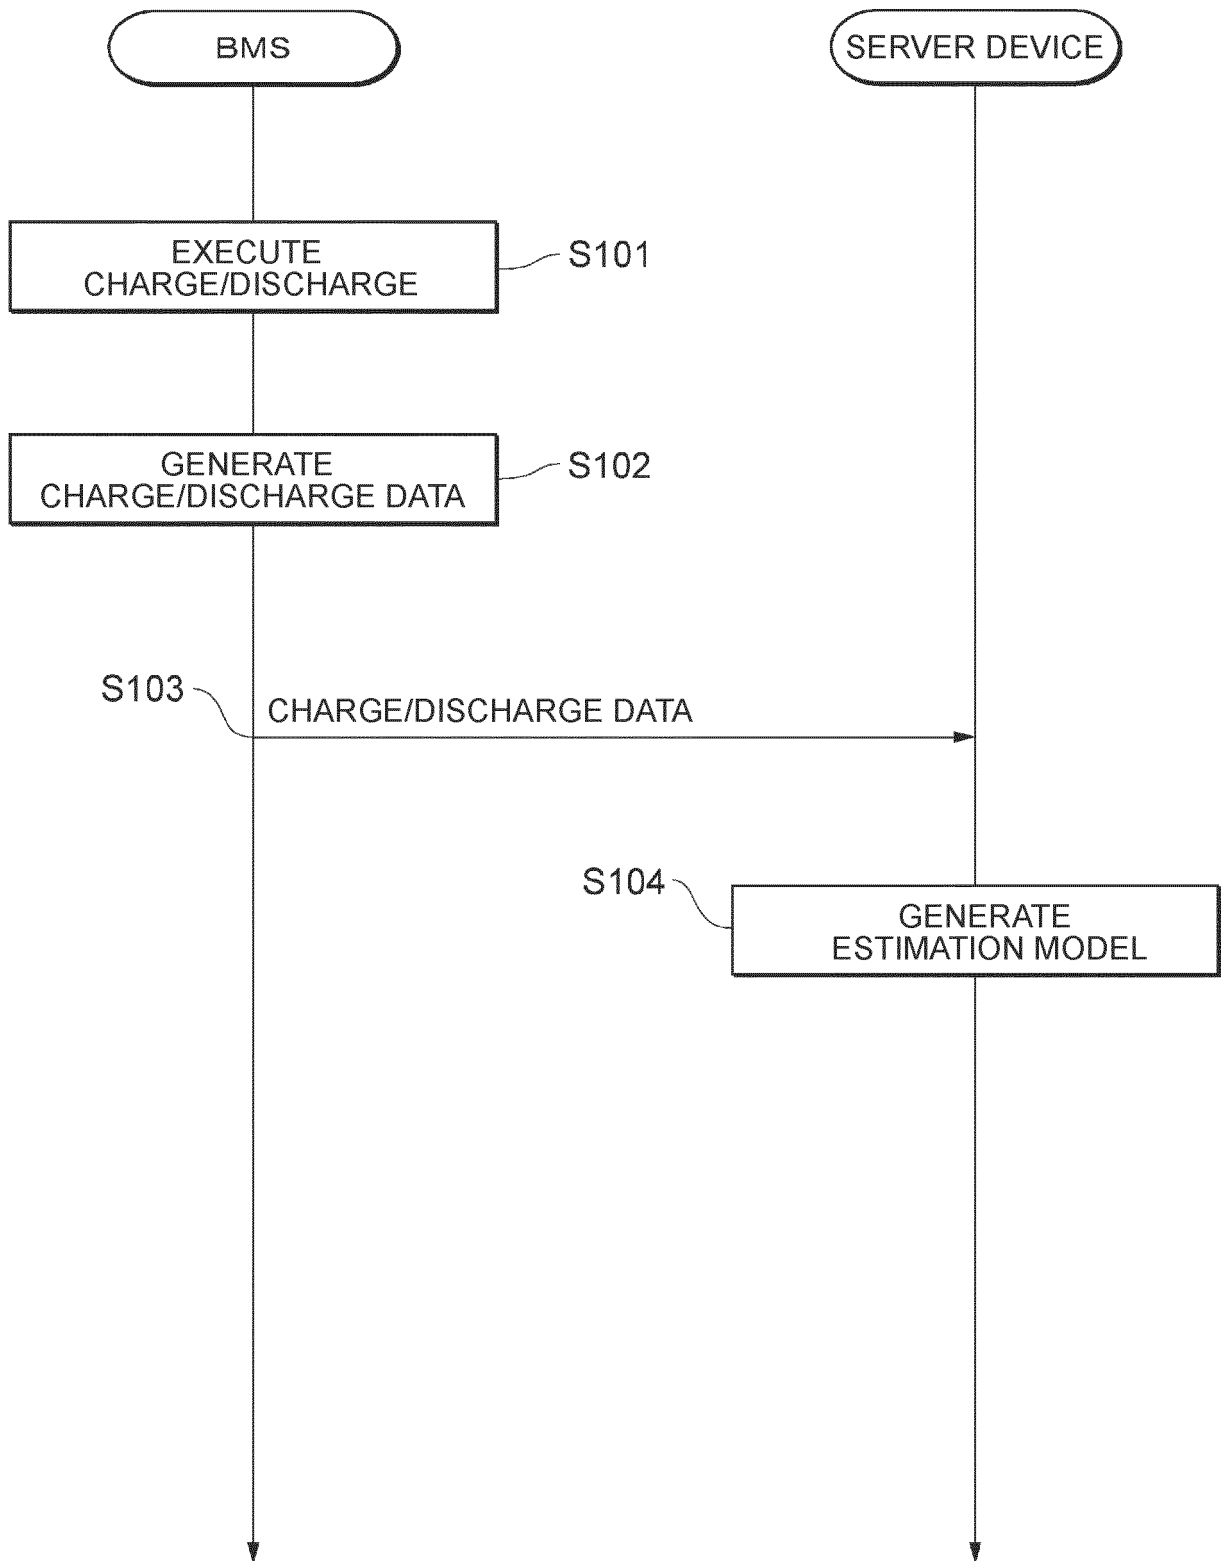 BMS
SERVER DEVICE
EXECUTE
CHARGE/DISCHARGE
S101
GENERATE
CHARGE/DISCHARGE DATA
S102
S103
CHARGE/DISCHARGE DATA
S104
GENERATE
ESTIMATION MODEL